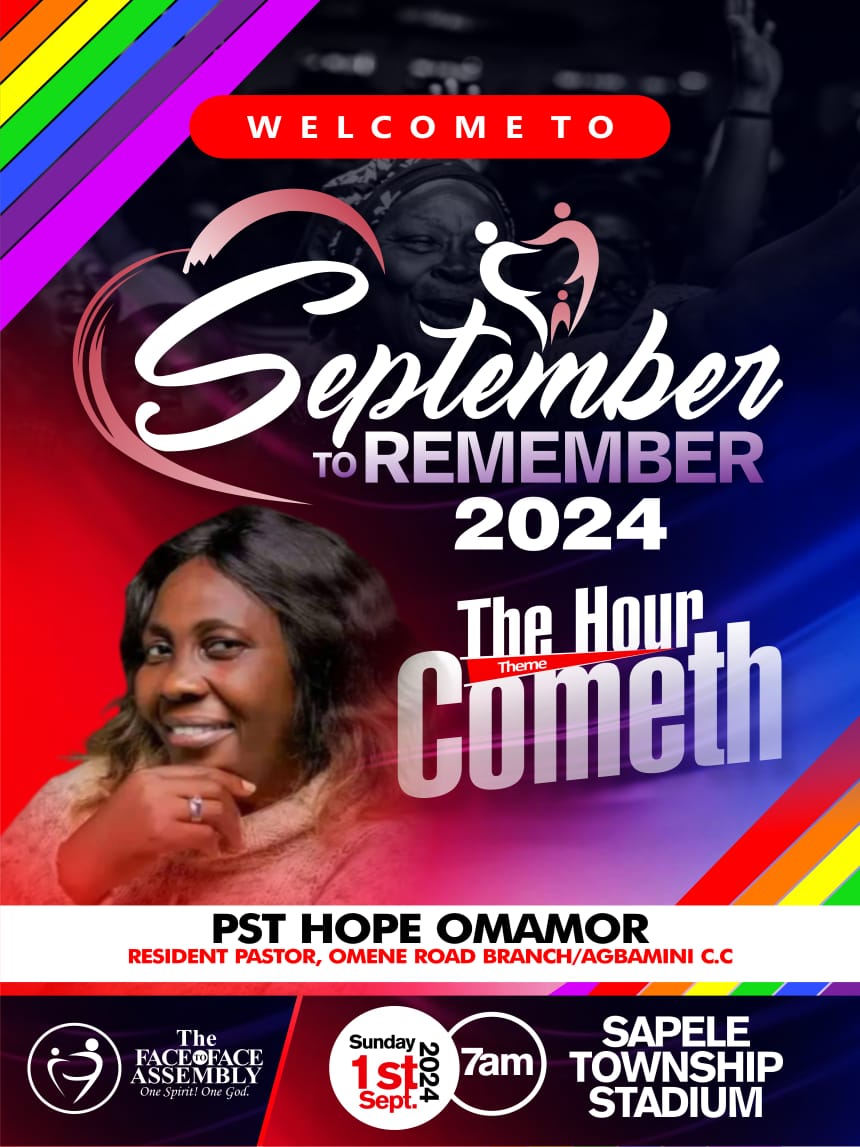 WELCOME TO
September
TO REMEMBER
2024
The Hour
Theme
Cometh
PST HOPE OMAMOR
RESIDENT PASTOR, OMENE ROAD BRANCH/AGBAMINI C.C
The
FACE TO FACE
ASSEMBLY
One Spirit! One God.
Sunday
1st
Sept.
2024
7am
SAPELE
TOWNSHIP
STADIUM